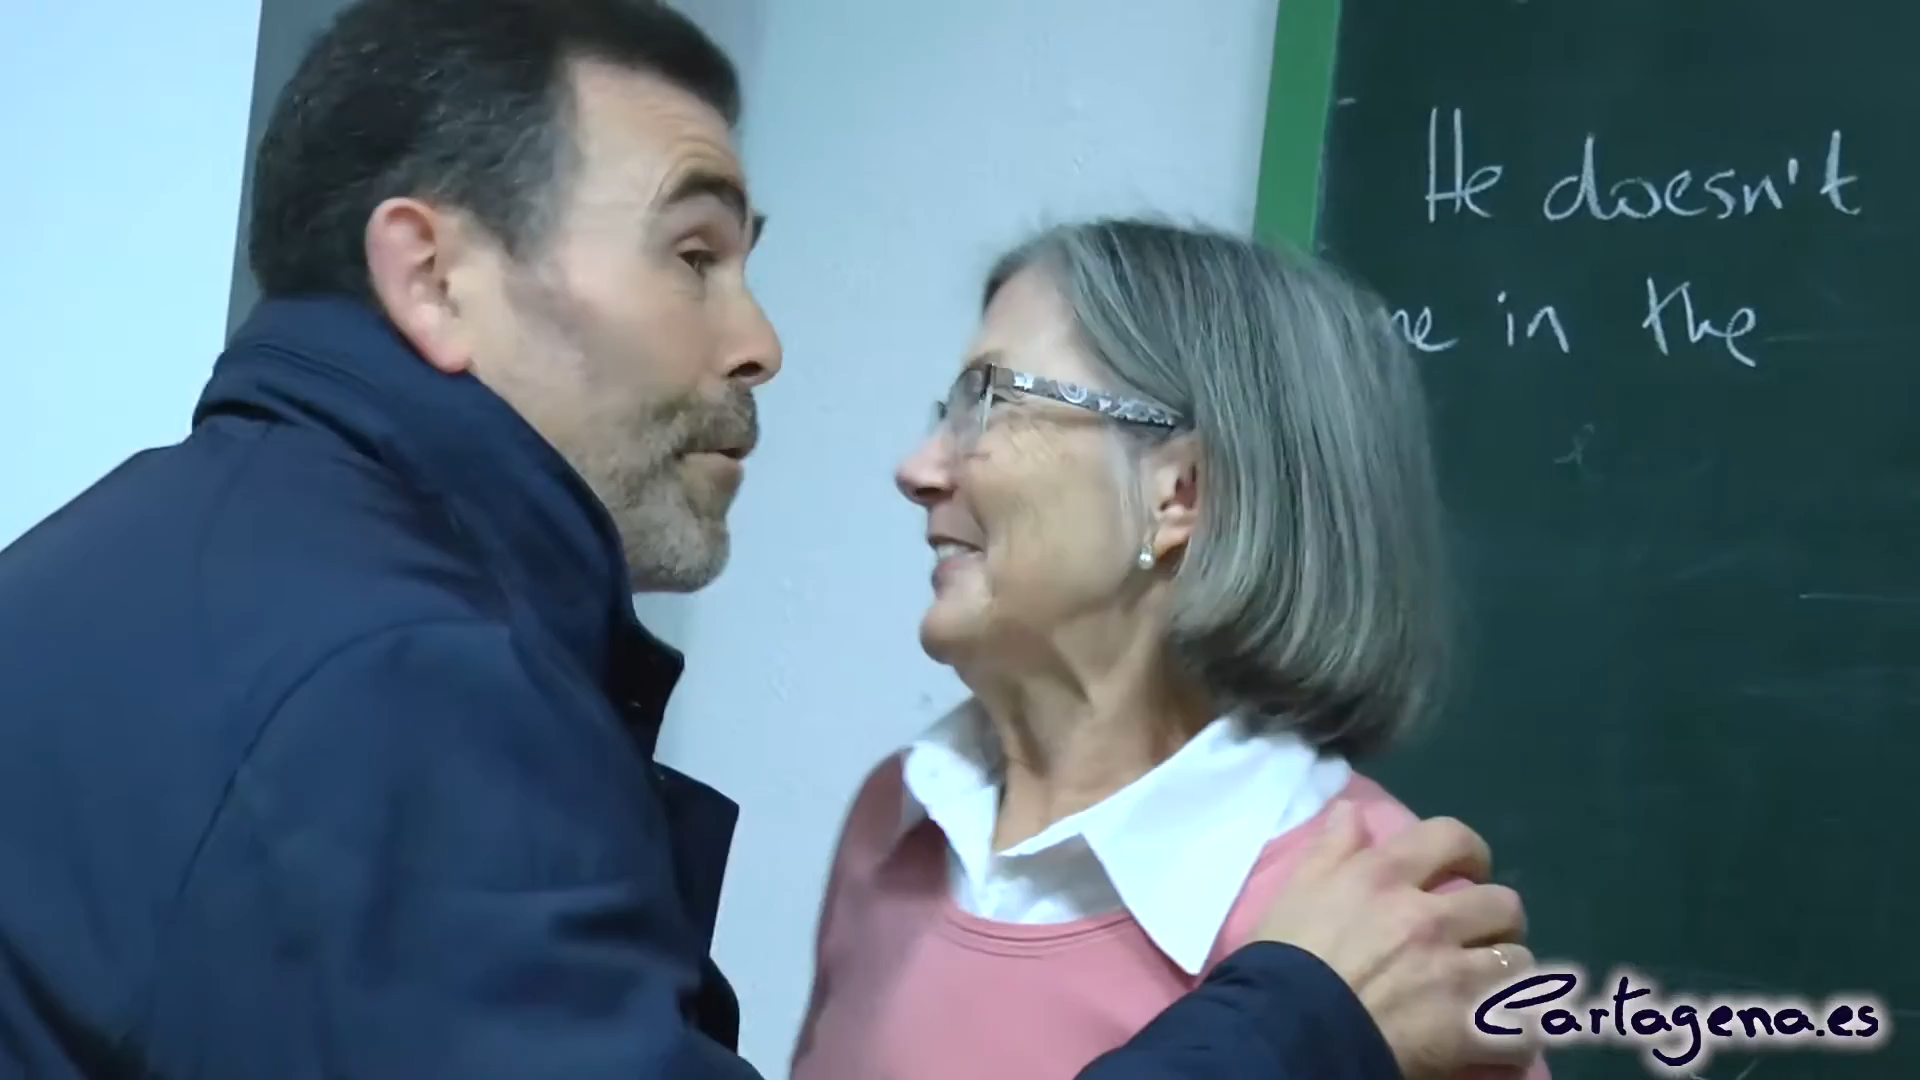 He doesn't
in the
Cartagena.es